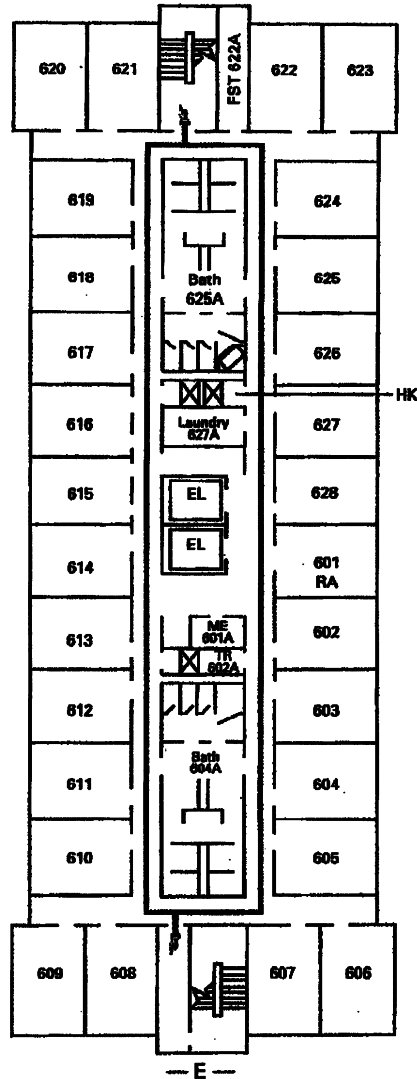 620
621
FST 622A
622
623
619
624
618
Bath
625A
625
617
626
HK
616
Laundry
627A
627
615
EL
628
614
EL
601
RA
613
ME
601A
602
TR
602A
612
603
611
Bath
604A
604
610
605
609
608
607
606
E